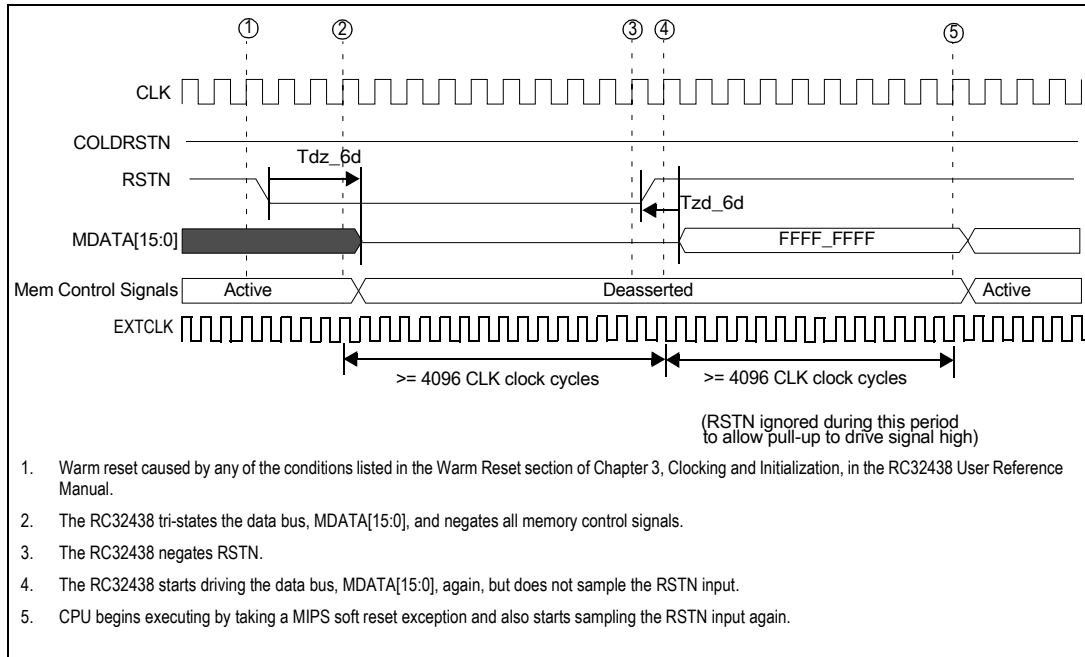 1 2 3 4 5
CLK
COLDRSTN
Tdz_6d
RSTN
Tzd_6d
MDATA[15:0]
FFFF_FFFF
Mem Control Signals Active Deasserted Active
EXTCLK
>= 4096 CLK clock cycles >= 4096 CLK clock cycles
(RSTN ignored during this period
to allow pull-up to drive signal high)
1. Warm reset caused by any of the conditions listed in the Warm Reset section of Chapter 3, Clocking and Initialization, in the RC32438 User Reference
Manual.
2. The RC32438 tri-states the data bus, MDATA[15:0], and negates all memory control signals.
3. The RC32438 negates RSTN.
4. The RC32438 starts driving the data bus, MDATA[15:0], again, but does not sample the RSTN input.
5. CPU begins executing by taking a MIPS soft reset exception and also starts sampling the RSTN input again.